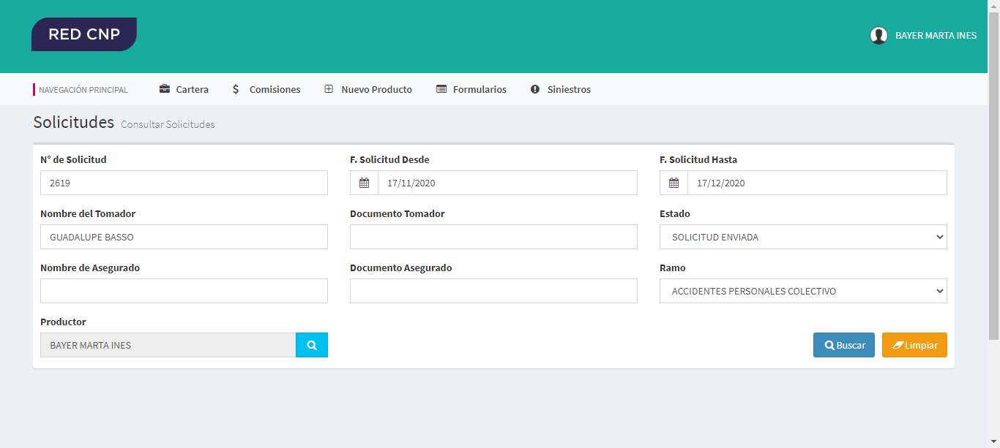 RED CNP
BAYER MARTA INES
NAVEGACIÓN PRINCIPAL Cartera Comisiones Nuevo Producto Formularios Siniestros
Solicitudes Consultar Solicitudes
N° de Solicitud F. Solicitud Desde F. Solicitud Hasta
2619 17/11/2020 17/12/2020
Nombre del Tomador Documento Tomador Estado
GUADALUPE BASSO SOLICITUD ENVIADA
Nombre de Asegurado Documento Asegurado Ramo
ACCIDENTES PERSONALES COLECTIVO
Productor
BAYER MARTA INES Buscar Limpiar